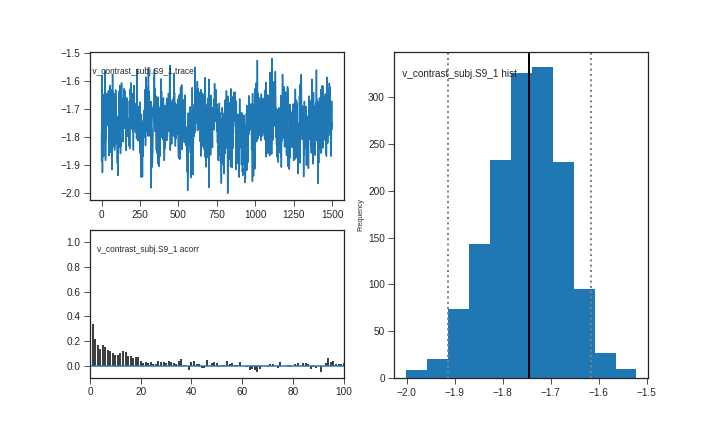 −1.5
v_contrast_subj.S9_1 trace
−1.6
−1.7
−1.8
−1.9
−2.0
0 250 500 750 1000 1250 1500
1.0
v_contrast_subj.S9_1 acorr
0.8
0.6
0.4
0.2
0.0
0 20 40 60 80 100
v_contrast_subj.S9_1 hist
300
250
200
150
100
50
0
Frequency
−2.0 −1.9 −1.8 −1.7 −1.6 −1.5